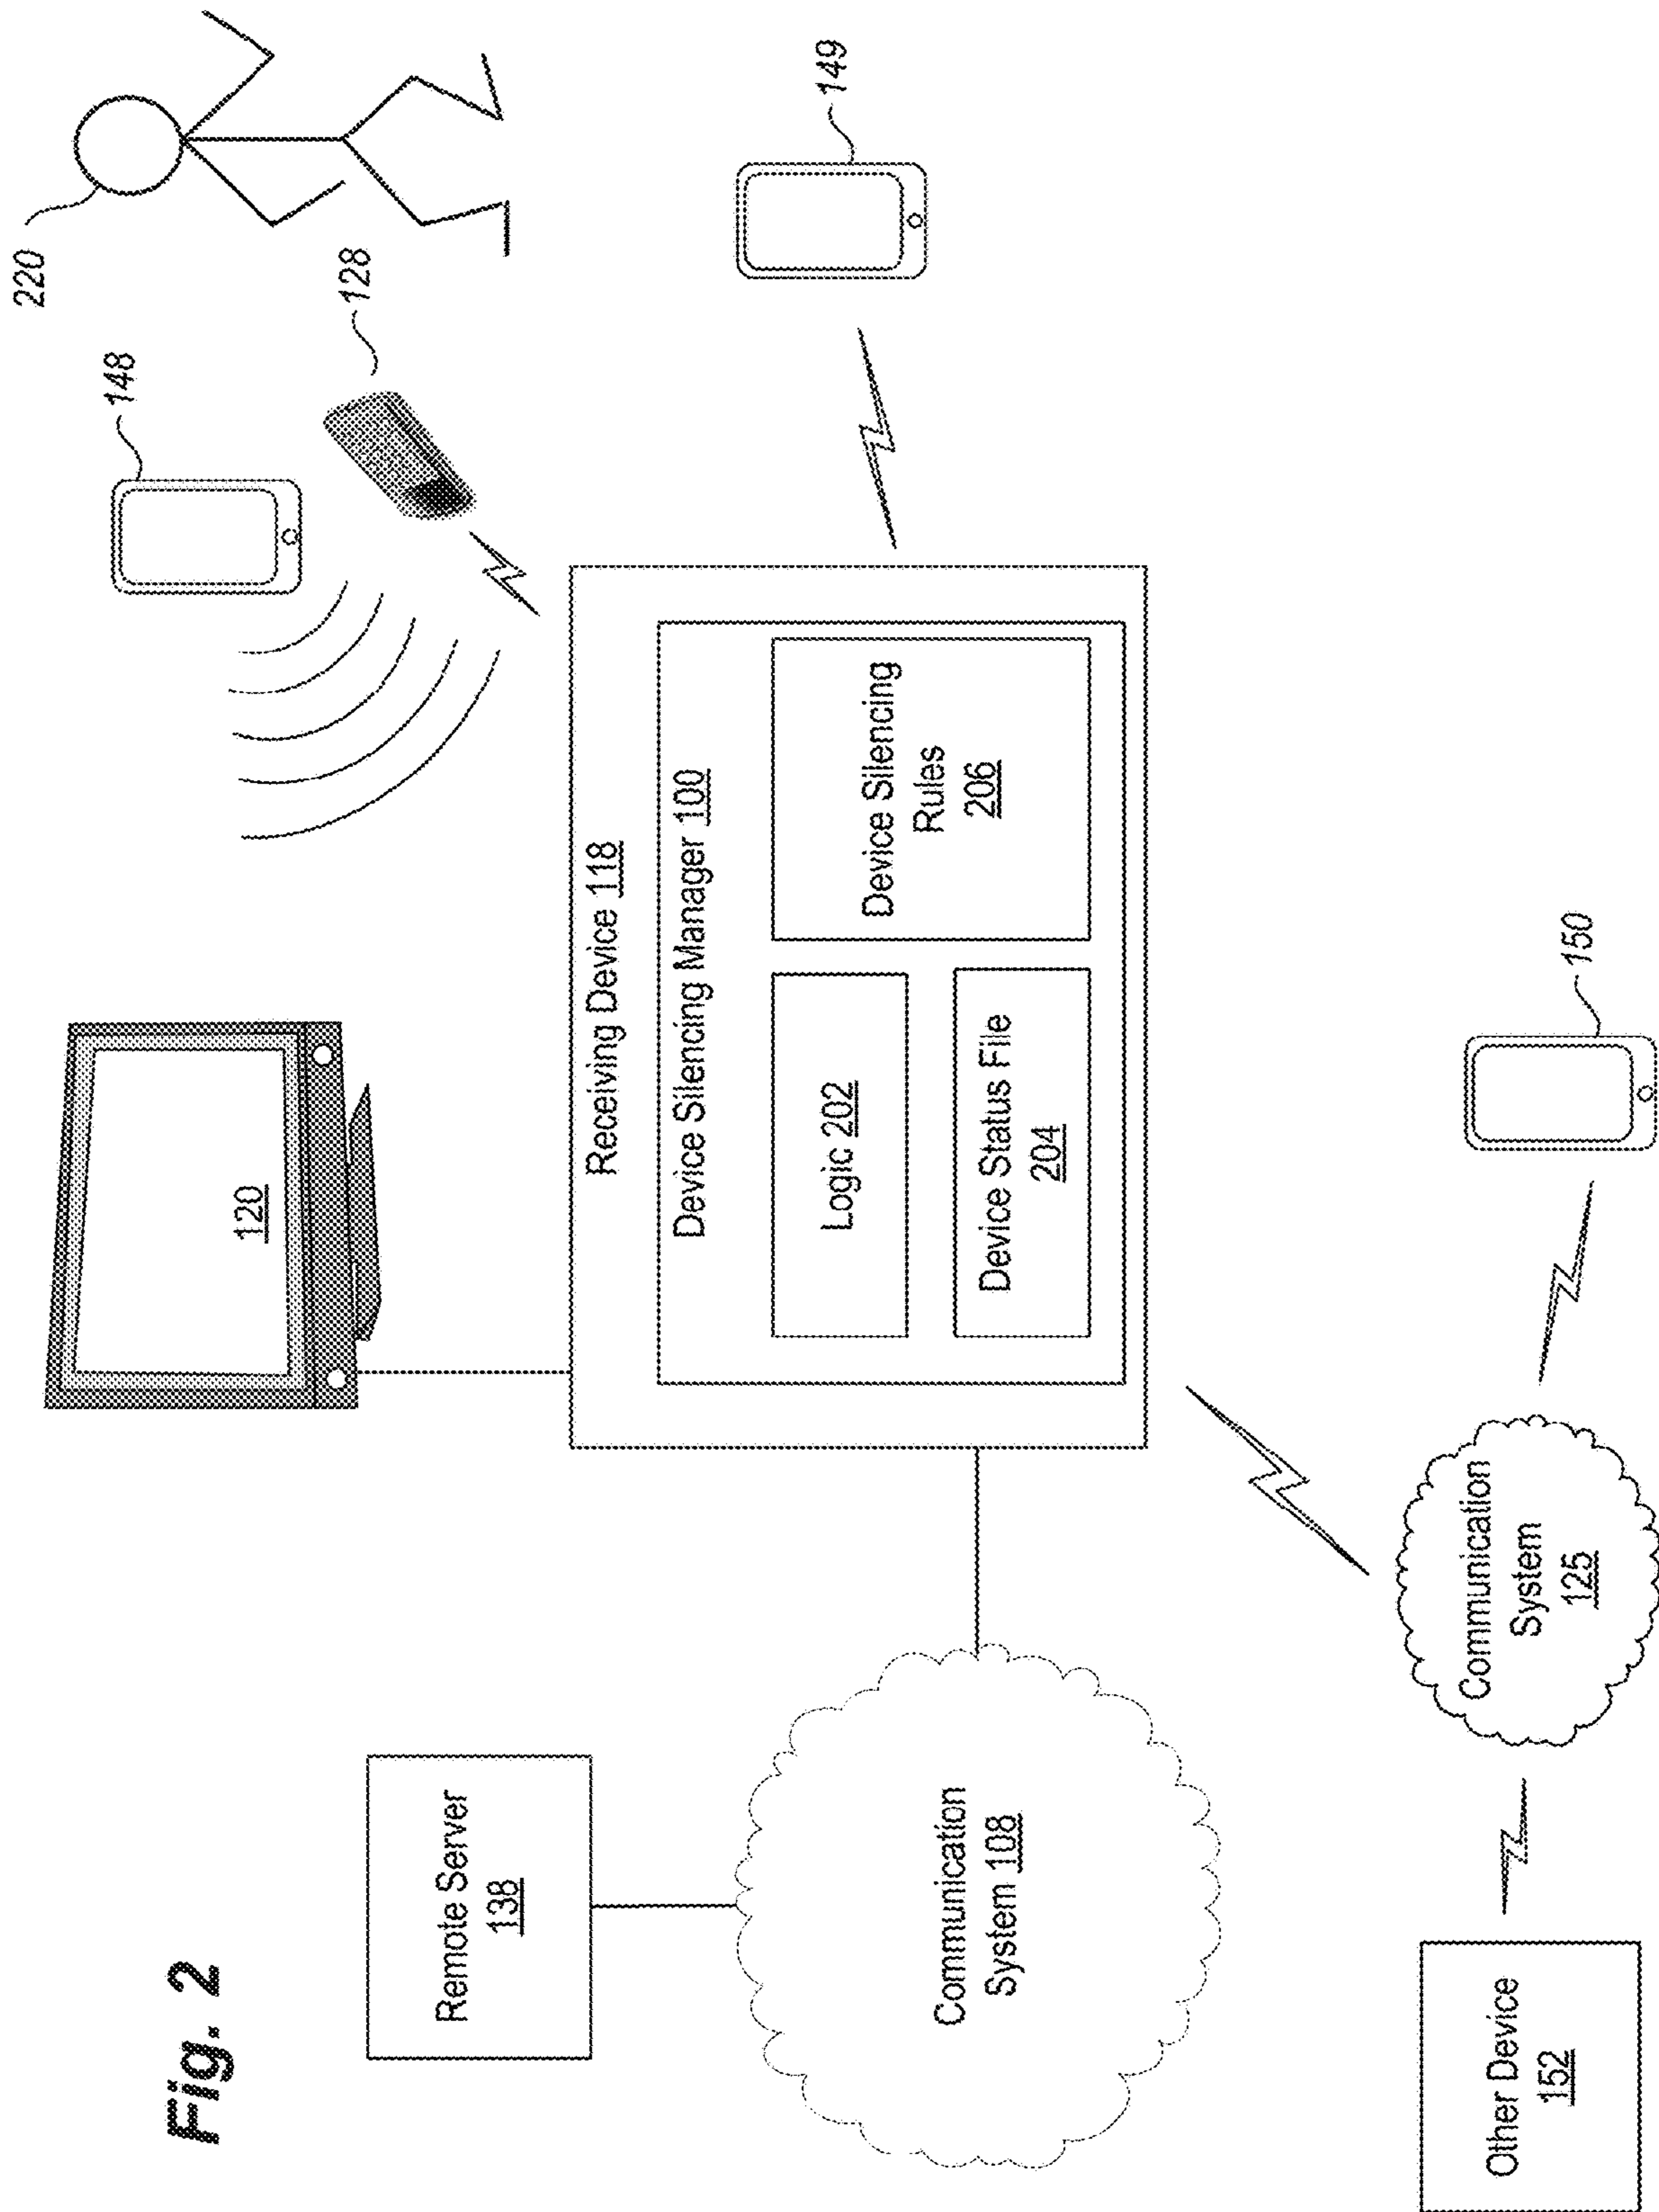 Fig. 2
120
220
148
128
149
Remote Server
138
Receiving Device 118
Device Silencing Manager 100
Logic 202
Device Status File
204
Device Silencing
Rules
206
Communication
System 108
Communication
System
125
150
Other Device
152